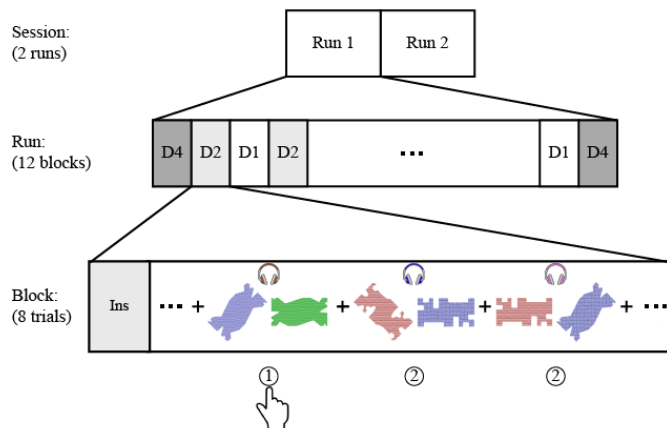 Session:
(2 runs)
Run 1
Run 2
Run:
(12 blocks)
D4
D2
D1
D2
...
D1
D4
Block:
(8 trials)
Ins
... +
+
+
+ ...
①
②
②